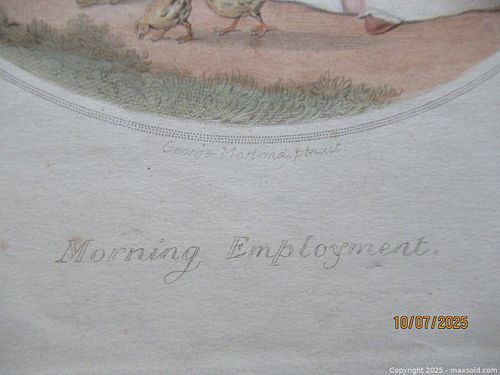 George Morland pinxit
Morning Employment.
10/07/2025
Copyright 2025 - maxsold.com